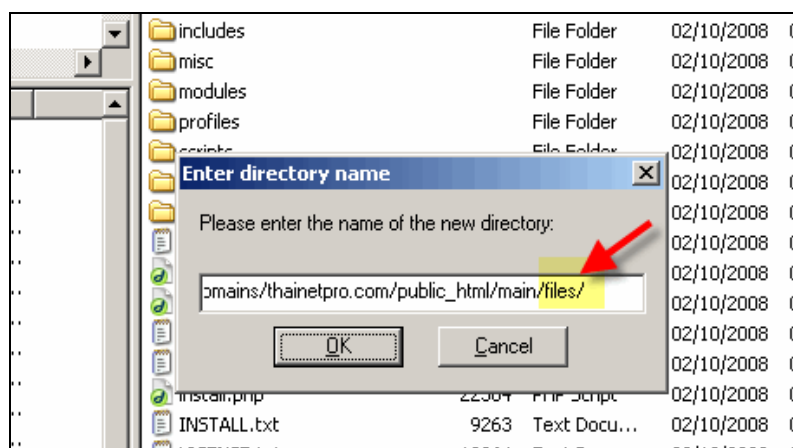 includes File Folder 02/10/2008
misc File Folder 02/10/2008
modules File Folder 02/10/2008
profiles File Folder 02/10/2008
scripts File Folder 02/10/2008
Enter directory name
02/10/2008
Please enter the name of the new directory:
02/10/2008
02/10/2008
02/10/2008
omains/thainetpro.com/public_html/main/files/
02/10/2008
02/10/2008
OK Cancel
02/10/2008
install.php PHP Script 02/10/2008
INSTALL.txt 9263 Text Docu... 02/10/2008